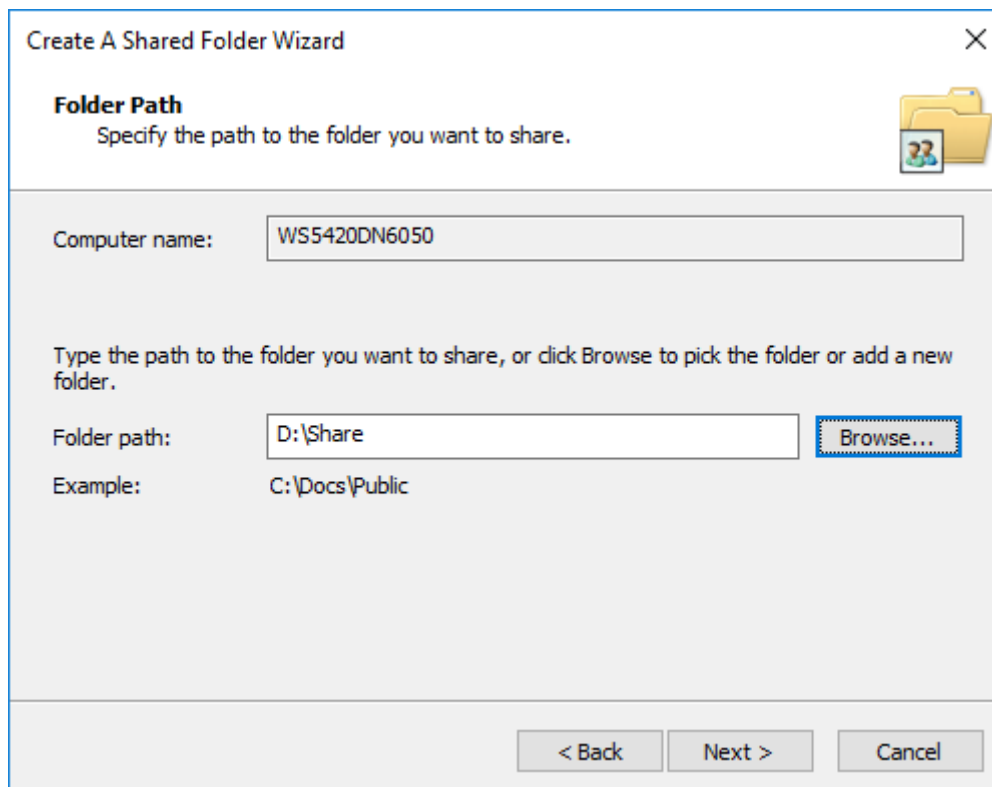 Create A Shared Folder Wizard
Folder Path
Specify the path to the folder you want to share.
Computer name: WS5420DN6050
Type the path to the folder you want to share, or click Browse to pick the folder or add a new
folder.
Folder path: D:\Share Browse...
Example: C:\Docs\Public
< Back Next > Cancel